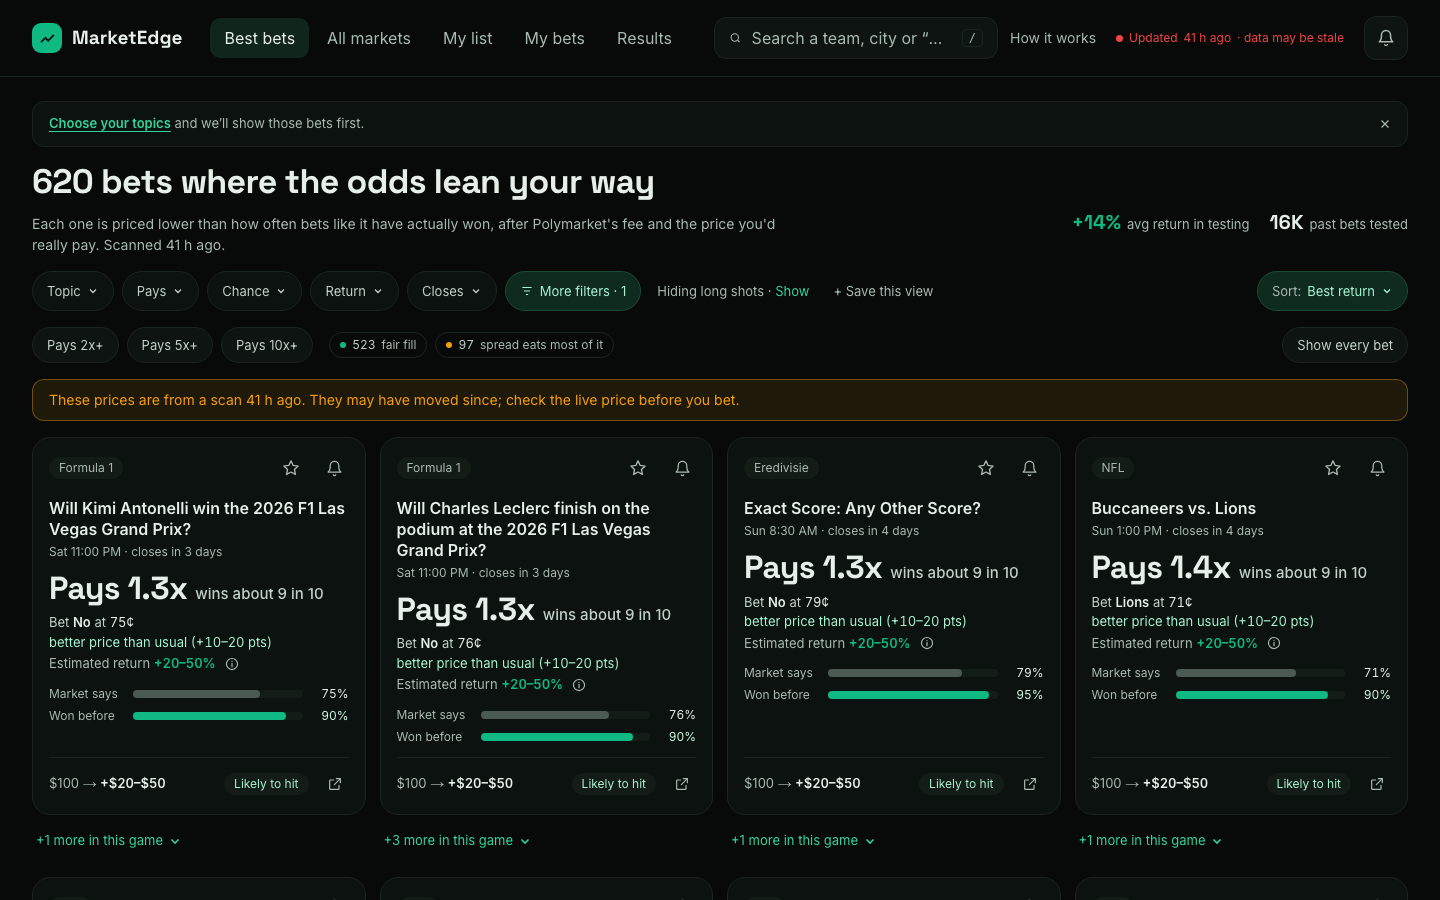 MarketEdge
Best bets
All markets
My list
My bets
Results
Search a team, city or “...
/
How it works
Updated 41 h ago · data may be stale
Choose your topics and we’ll show those bets first.
620 bets where the odds lean your way
Each one is priced lower than how often bets like it have actually won, after Polymarket's fee and the price you'd
really pay. Scanned 41 h ago.
+14% avg return in testing
16K past bets tested
Topic
Pays
Chance
Return
Closes
More filters · 1
Hiding long shots · Show
+ Save this view
Sort: Best return
Pays 2x+
Pays 5x+
Pays 10x+
523 fair fill
97 spread eats most of it
Show every bet
These prices are from a scan 41 h ago. They may have moved since; check the live price before you bet.
Formula 1
Will Kimi Antonelli win the 2026 F1 Las
Vegas Grand Prix?
Sat 11:00 PM · closes in 3 days
Pays 1.3x wins about 9 in 10
Bet No at 75¢
better price than usual (+10–20 pts)
Estimated return +20–50%
Market says 75%
Won before 90%
$100 → +$20–$50
Likely to hit
+1 more in this game
Formula 1
Will Charles Leclerc finish on the
podium at the 2026 F1 Las Vegas
Grand Prix?
Sat 11:00 PM · closes in 3 days
Pays 1.3x wins about 9 in 10
Bet No at 76¢
better price than usual (+10–20 pts)
Estimated return +20–50%
Market says 76%
Won before 90%
$100 → +$20–$50
Likely to hit
+3 more in this game
Eredivisie
Exact Score: Any Other Score?
Sun 8:30 AM · closes in 4 days
Pays 1.3x wins about 9 in 10
Bet No at 79¢
better price than usual (+10–20 pts)
Estimated return +20–50%
Market says 79%
Won before 95%
$100 → +$20–$50
Likely to hit
+1 more in this game
NFL
Buccaneers vs. Lions
Sun 1:00 PM · closes in 4 days
Pays 1.4x wins about 9 in 10
Bet Lions at 71¢
better price than usual (+10–20 pts)
Estimated return +20–50%
Market says 71%
Won before 90%
$100 → +$20–$50
Likely to hit
+1 more in this game